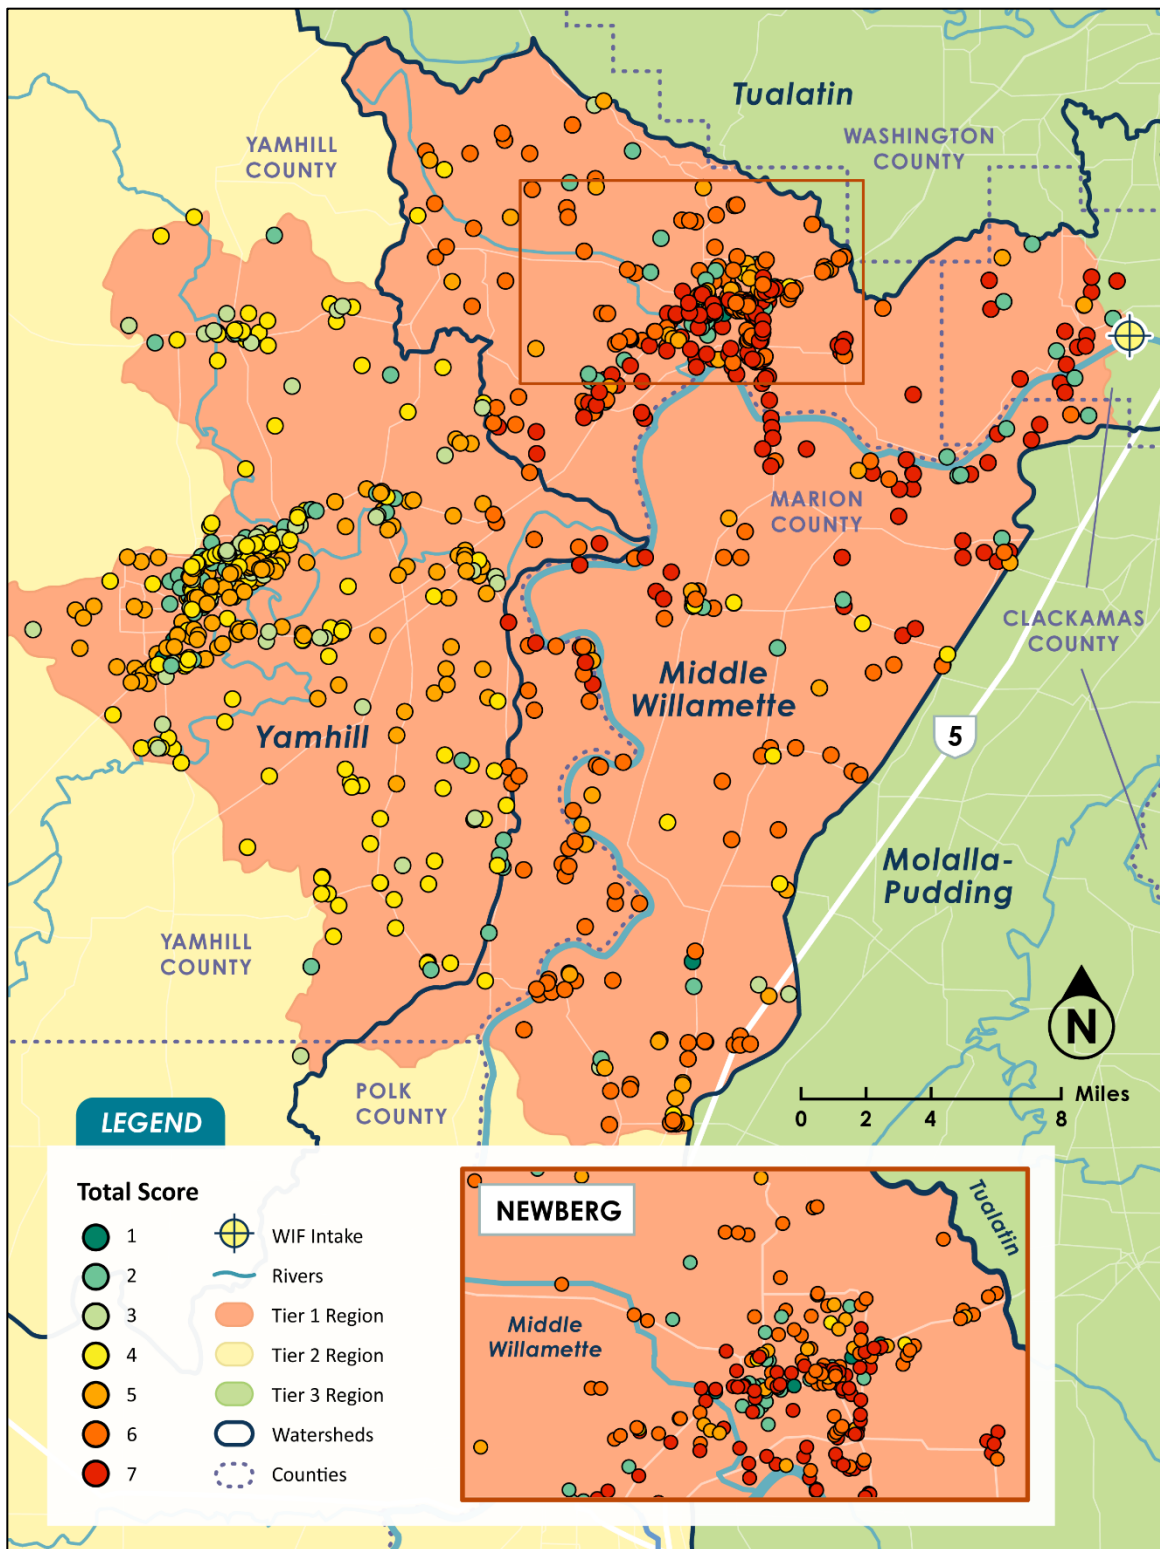 Tualatin
WASHINGTON
COUNTY
YAMHILL
COUNTY
MARION
COUNTY
CLACKAMAS
COUNTY
Middle
Willamette
Yamhill
5
Molalla-
Pudding
YAMHILL
COUNTY
N
POLK
COUNTY
Miles
0 2 4 8
LEGEND
Total Score
1
2
3
4
5
6
7
WIF Intake
Rivers
Tier 1 Region
Tier 2 Region
Tier 3 Region
Watersheds
Counties
NEWBERG
Tualatin
Middle
Willamette